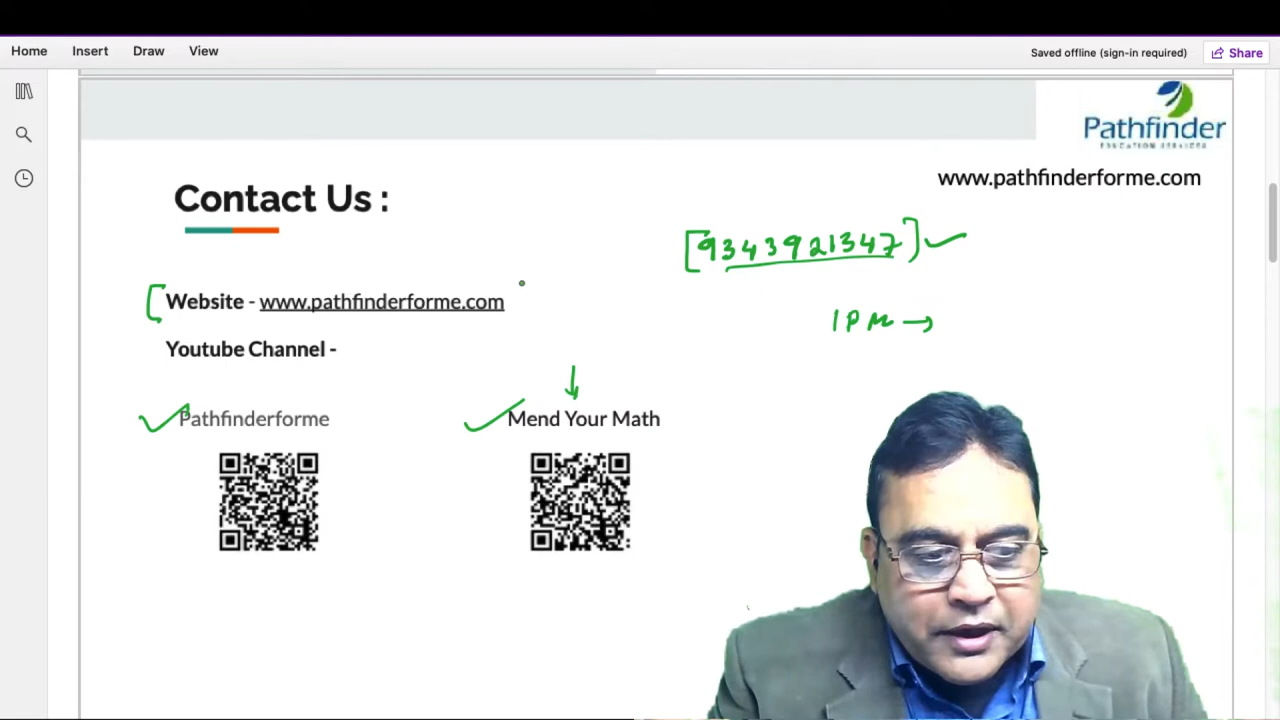 Home Insert Draw View
Saved offline (sign-in required) Share
Pathfinder
EDUCATION SERVICES
www.pathfinderforme.com
Contact Us :
[9343921347]
Website - www.pathfinderforme.com
IPM →
Youtube Channel -
Pathfinderforme
Mend Your Math